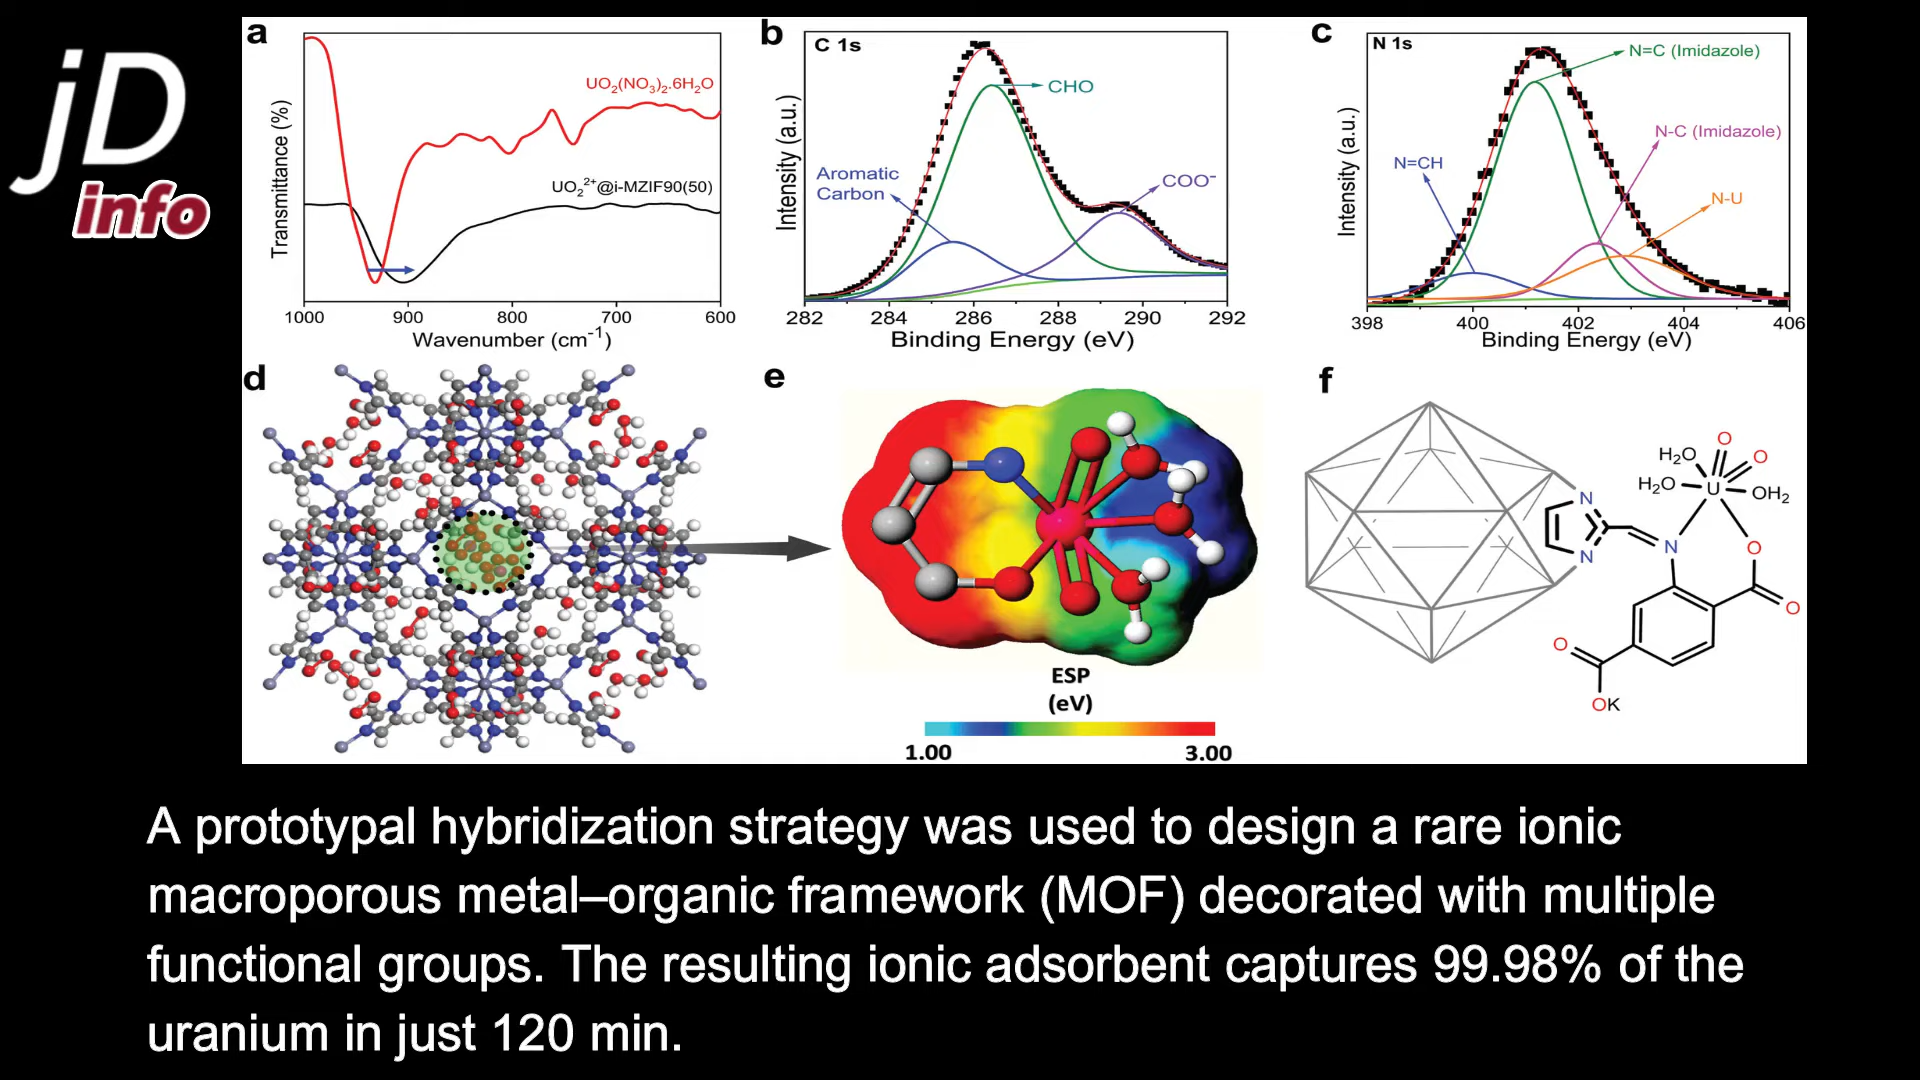 jD
info
a
UO2(NO3)2.6H2O
UO2 2+@i-MZIF90(50)
Transmittance (%)
1000 900 800 700 600
Wavenumber (cm-1)
b
C 1s
CHO
Aromatic
Carbon
COO-
Intensity (a.u.)
282 284 286 288 290 292
Binding Energy (eV)
c
N 1s
N=C (Imidazole)
N-C (Imidazole)
N=CH
N-U
Intensity (a.u.)
398 400 402 404 406
Binding Energy (eV)
d
e
ESP
(eV)
1.00 3.00
f
O
H2O O
H2O U OH2
N
N N O
O
O
OK
A prototypal hybridization strategy was used to design a rare ionic
macroporous metal–organic framework (MOF) decorated with multiple
functional groups. The resulting ionic adsorbent captures 99.98% of the
uranium in just 120 min.